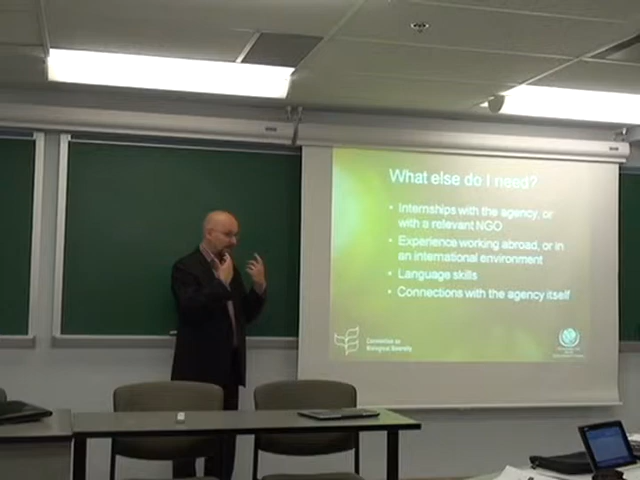 What else do I need?
• Internships with the agency, or
with a relevant NGO
• Experience working abroad, or in
an international environment
• Language skills
• Connections with the agency itself
Convention on
Biological Diversity